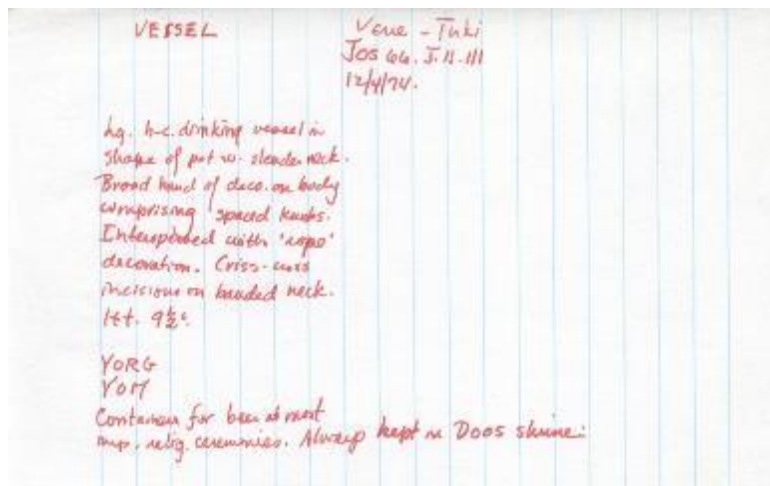 VESSEL
Vere - Tuki
Jos 66. J. 11. 111
12/4/74.
hg. h-c. drinking vessel in
shape of pot w. slender neck.
Broad band of deco. on body
comprising spaced knobs.
Interspersed with 'rope'
decoration. Criss-cross
incisions on banded neck.
Ht. 9½".
YORG
YOM
Container for beer at most
imp. relig. ceremonies. Always kept in Doos shrine.